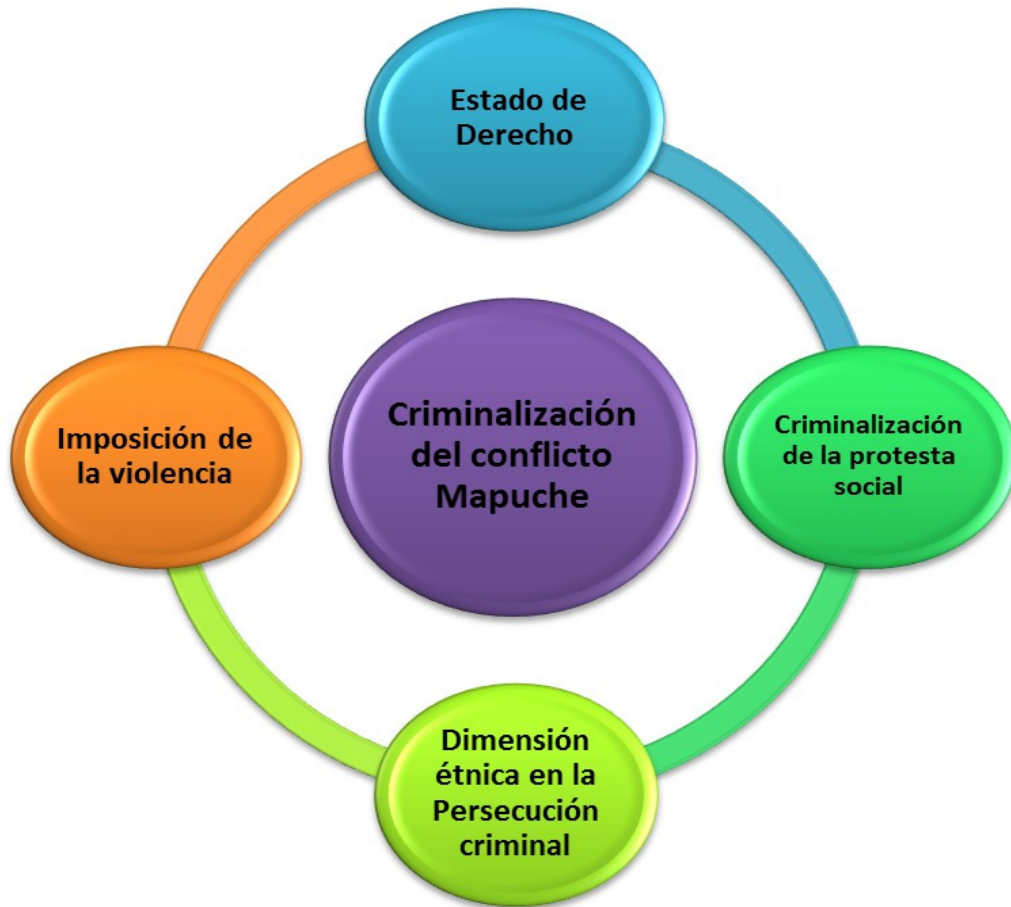 Estado de
Derecho
Imposición de
la violencia
Criminalización
del conflicto
Mapuche
Criminalización
de la protesta
social
Dimensión
étnica en la
Persecución
criminal